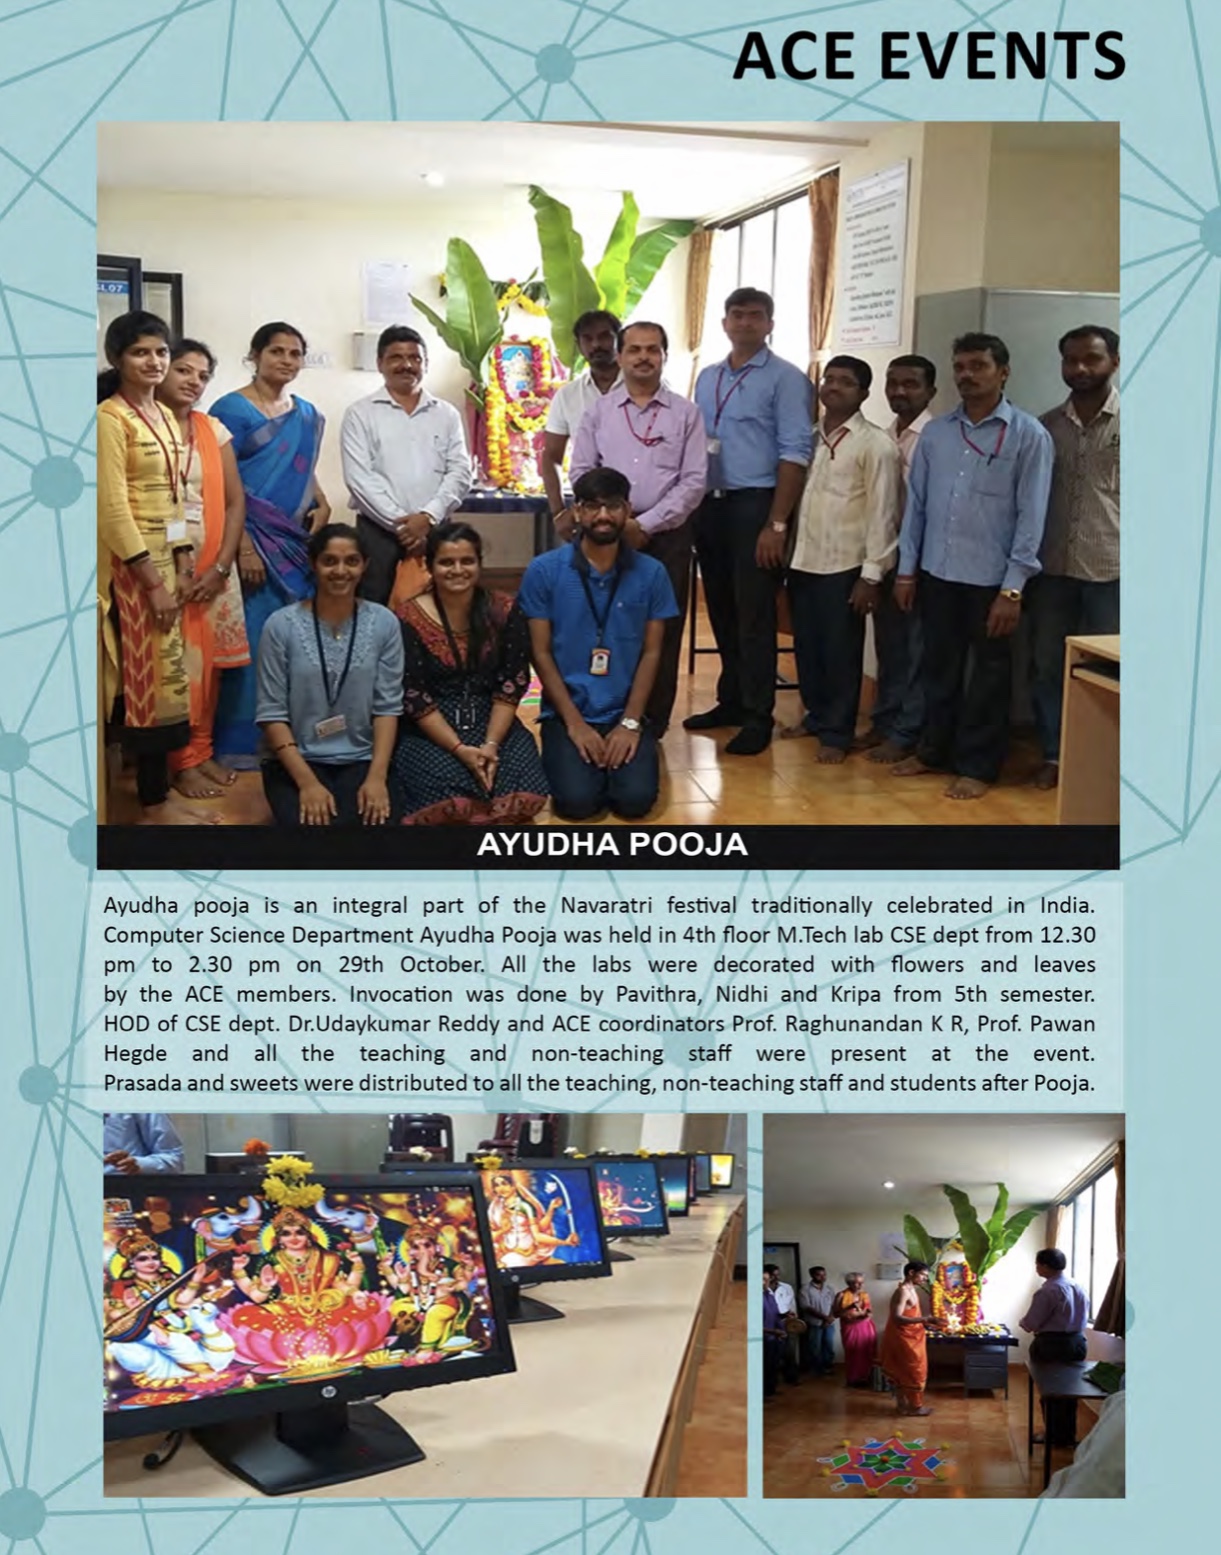 ACE EVENTS
SL07
AYUDHA POOJA
Ayudha pooja is an integral part of the Navaratri festival traditionally celebrated in India.
Computer Science Department Ayudha Pooja was held in 4th floor M.Tech lab CSE dept from 12.30
pm to 2.30 pm on 29th October. All the labs were decorated with flowers and leaves
by the ACE members. Invocation was done by Pavithra, Nidhi and Kripa from 5th semester.
HOD of CSE dept. Dr.Udaykumar Reddy and ACE coordinators Prof. Raghunandan K R, Prof. Pawan
Hegde and all the teaching and non-teaching staff were present at the event.
Prasada and sweets were distributed to all the teaching, non-teaching staff and students after Pooja.
hp